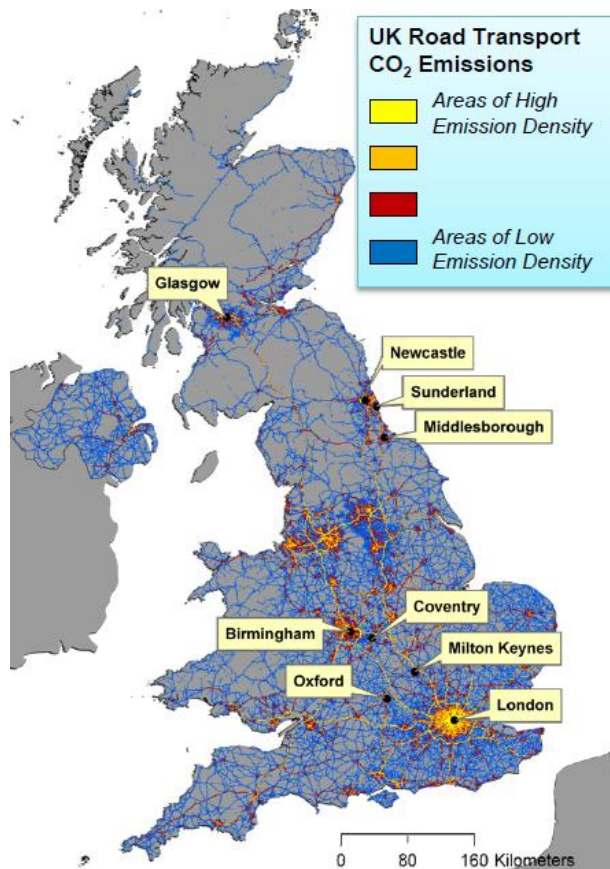 UK Road Transport
CO₂ Emissions
Areas of High
Emission Density
Areas of Low
Emission Density
Glasgow
Newcastle
Sunderland
Middlesborough
Coventry
Birmingham
Milton Keynes
Oxford
London
0 80 160 Kilometers